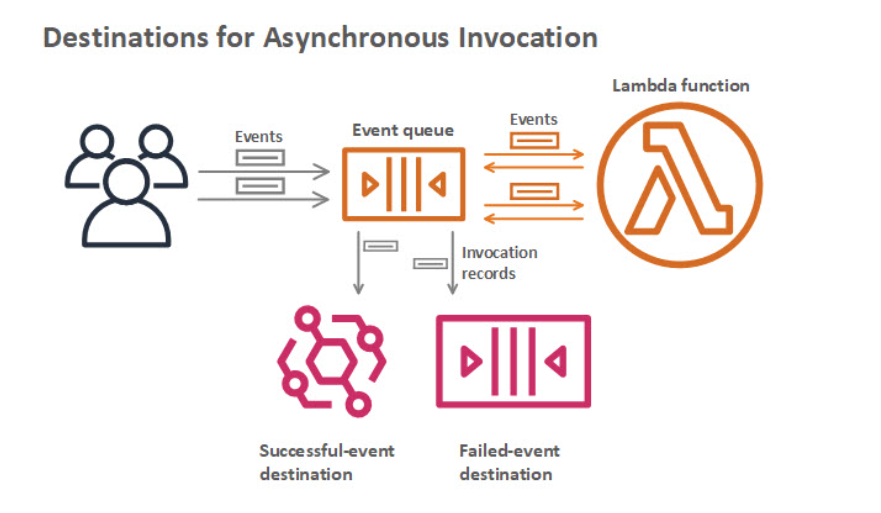 Destinations for Asynchronous Invocation
Lambda function
Events
Event queue
Events
Invocation
records
Successful-event
destination
Failed-event
destination